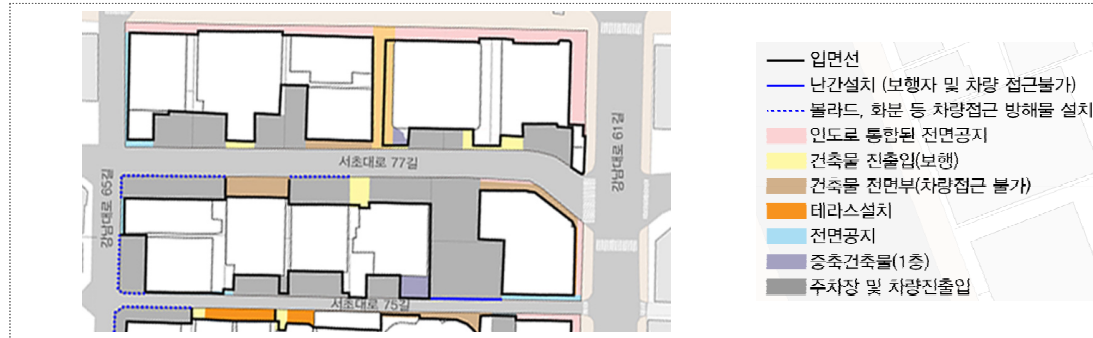 서초대로 77길
강남대로 65길
강남대로 61길
서초대로 75길
입면선
난간설치 (보행자 및 차량 접근불가)
볼라드, 화분 등 차량접근 방해물 설치
인도로 통합된 전면공지
건축물 진출입(보행)
건축물 전면부(차량접근 불가)
테라스설치
전면공지
중축건축물(1층)
주차장 및 차량진출입